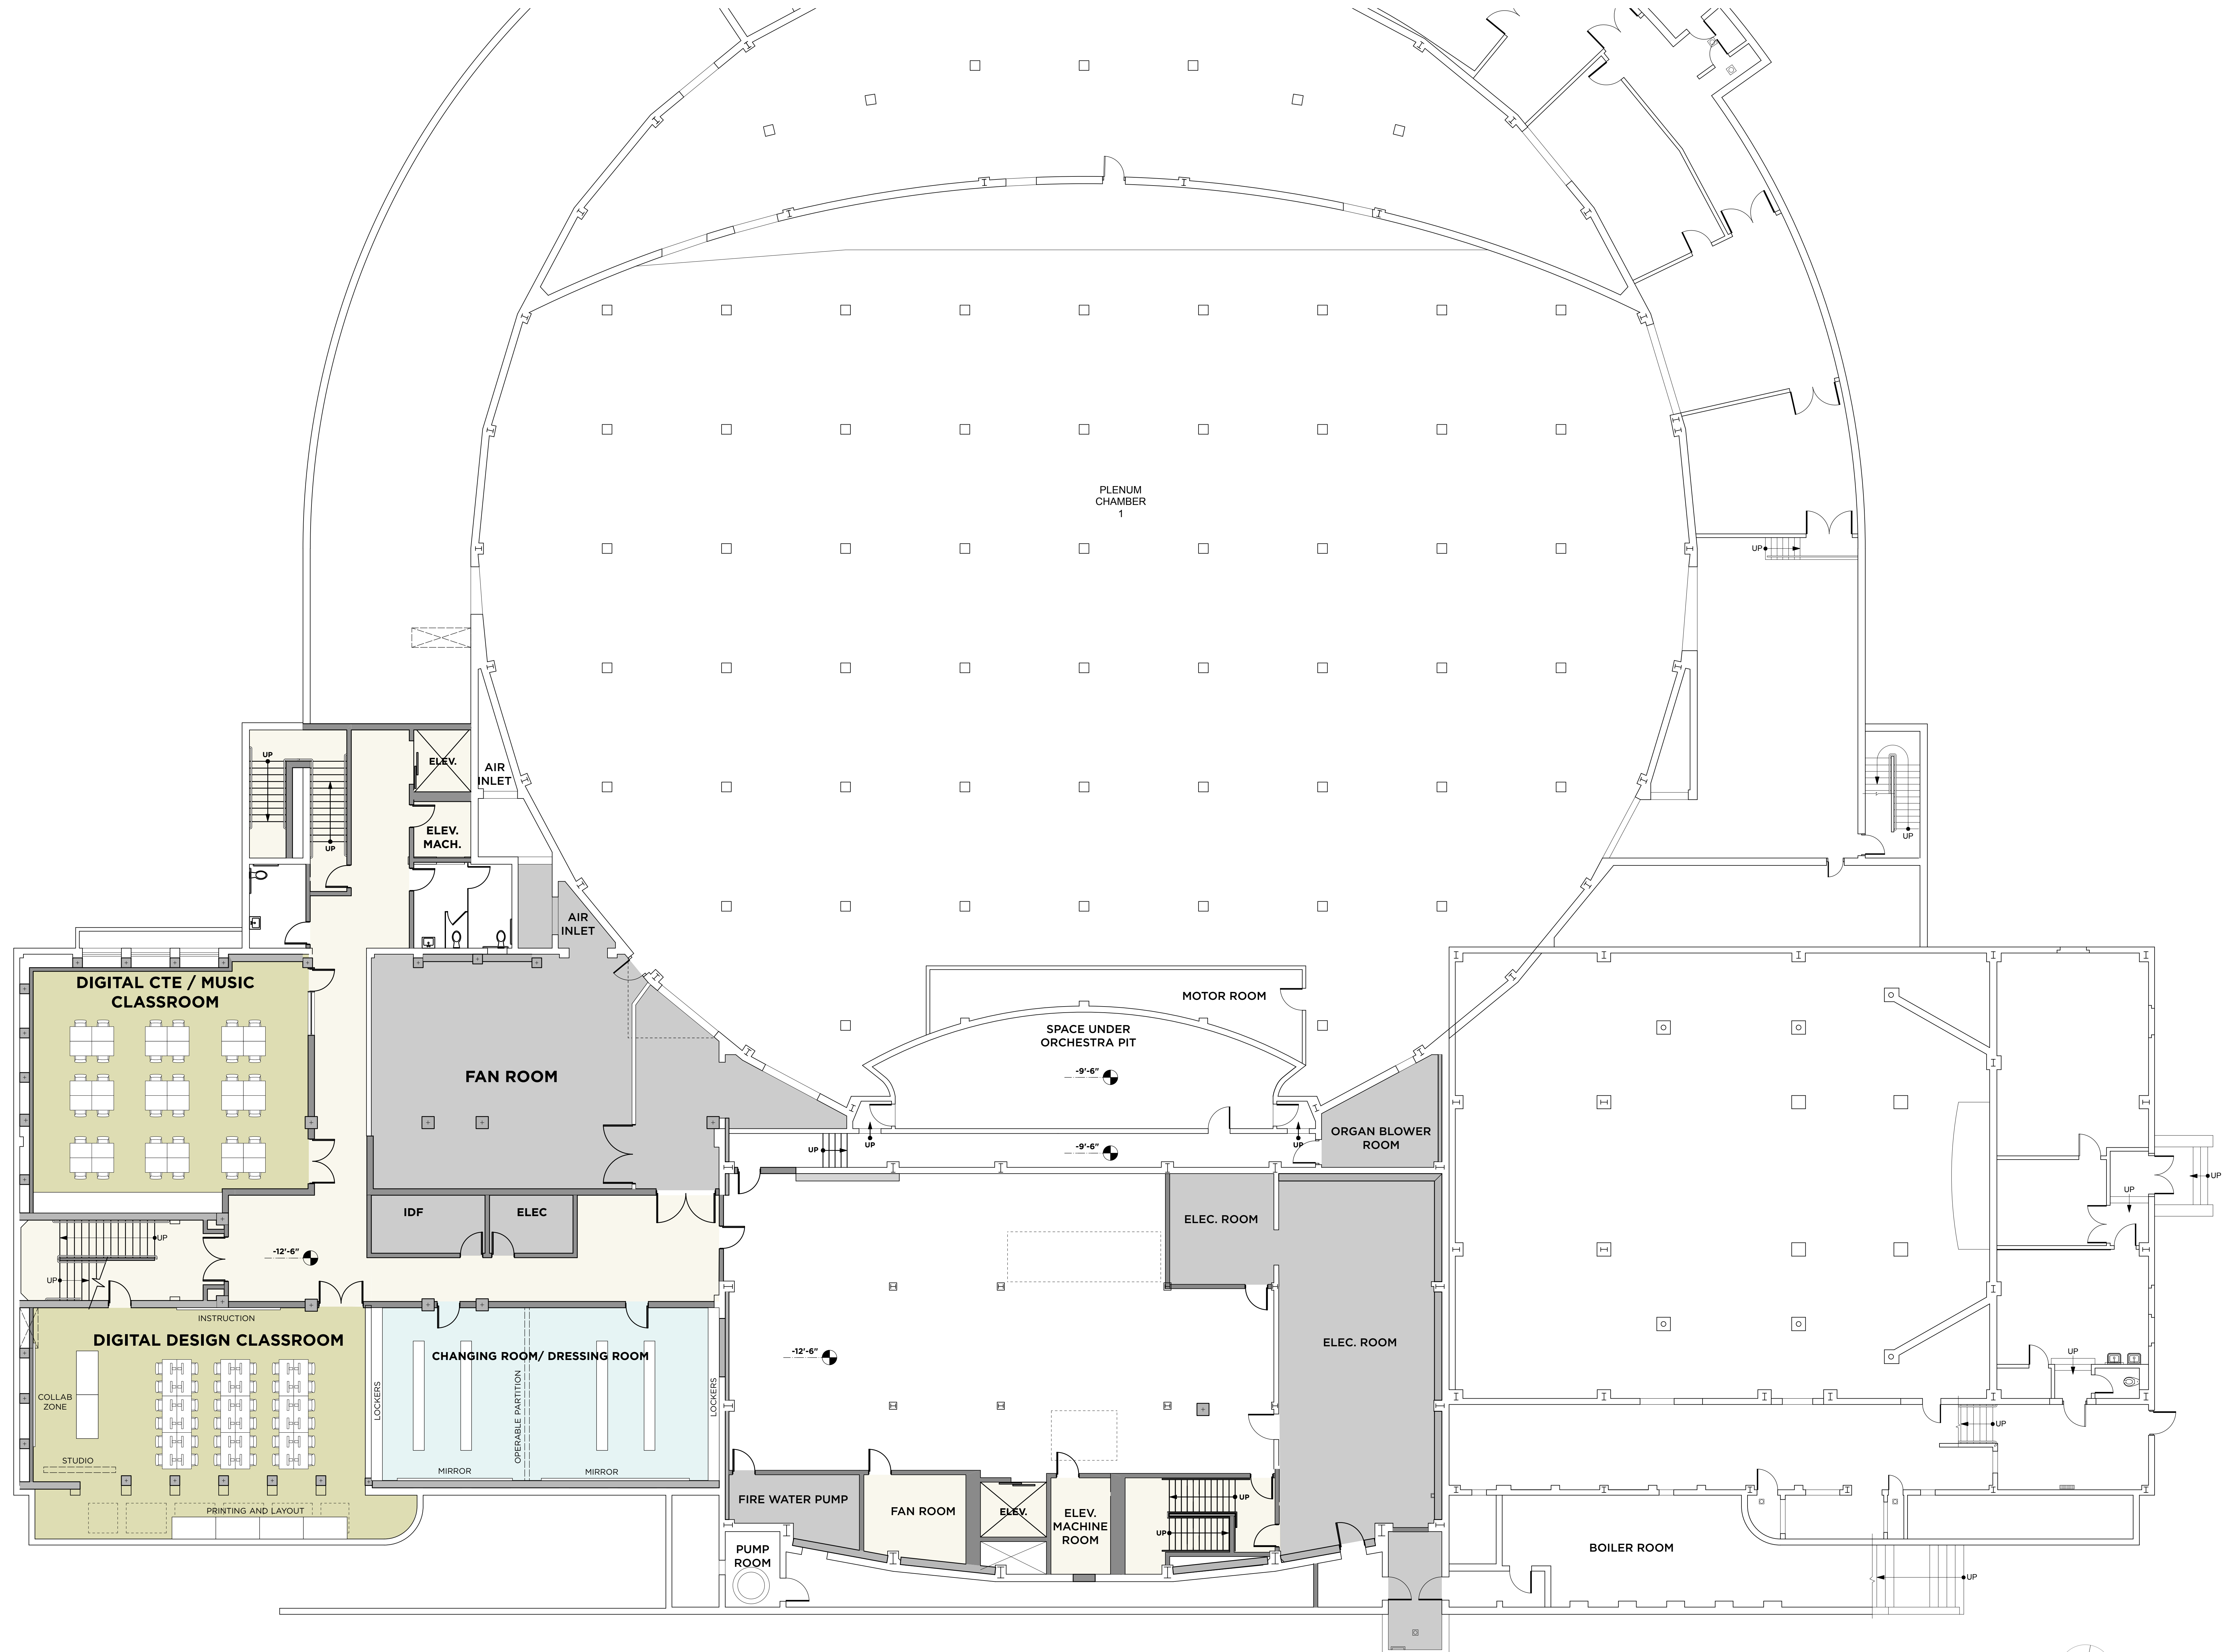 PLENUM
CHAMBER
1
UP
UP
UP
ELEV.
AIR
INLET
ELEV.
MACH.
UP
AIR
INLET
DIGITAL CTE / MUSIC
CLASSROOM
FAN ROOM
MOTOR ROOM
SPACE UNDER
ORCHESTRA PIT
-9'-6"
ORGAN BLOWER
ROOM
UP
UP
UP
-9'-6"
UP
UP
IDF
ELEC
ELEC. ROOM
UP
UP
-12'-6"
INSTRUCTION
DIGITAL DESIGN CLASSROOM
COLLAB
ZONE
STUDIO
PRINTING AND LAYOUT
CHANGING ROOM/ DRESSING ROOM
LOCKERS
OPERABLE PARTITION
LOCKERS
MIRROR
MIRROR
-12'-6"
ELEC. ROOM
UP
UP
FIRE WATER PUMP
FAN ROOM
ELEV.
ELEV.
MACHINE
ROOM
UP
UP
PUMP
ROOM
BOILER ROOM
UP